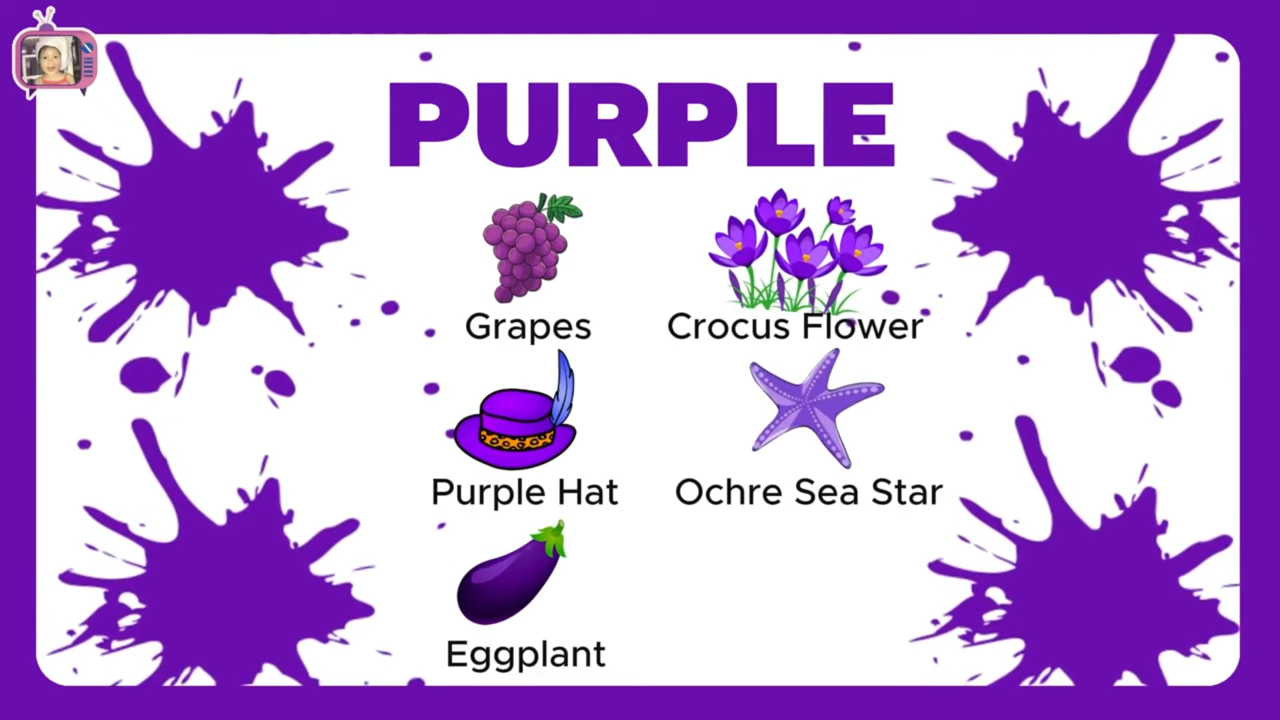 PURPLE
Grapes
Crocus Flower
Purple Hat
Ochre Sea Star
Eggplant